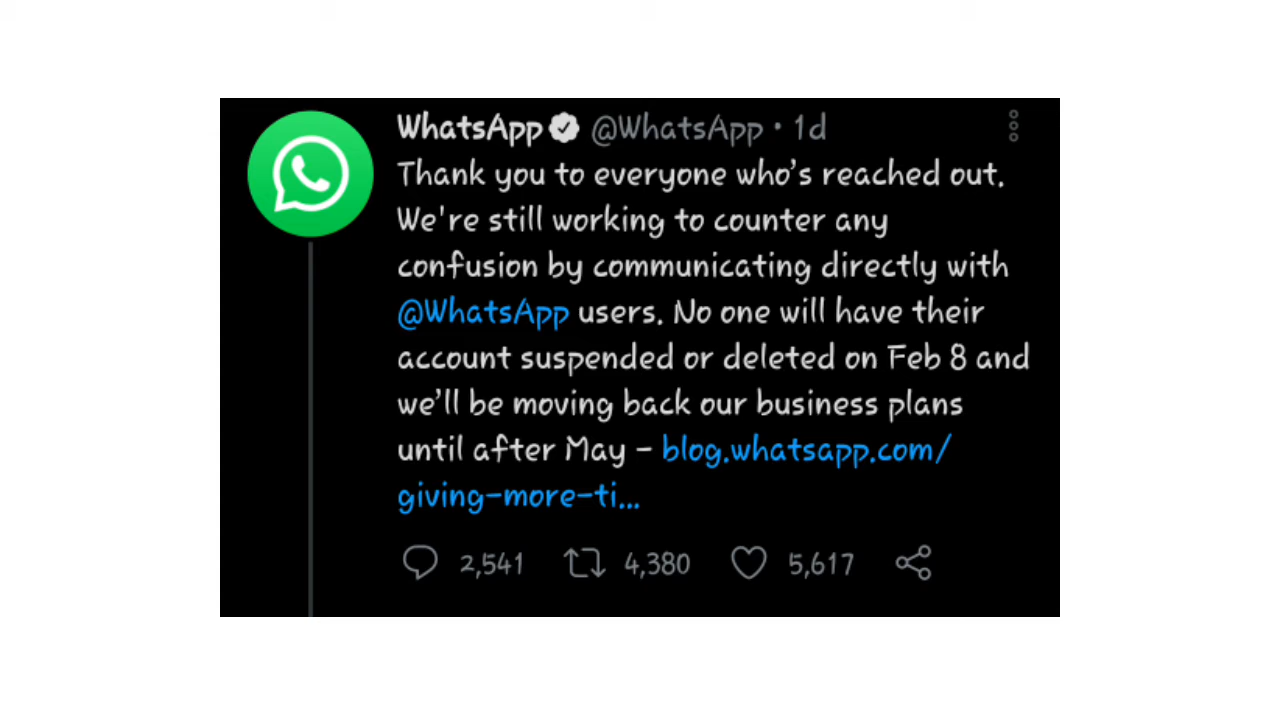 WhatsApp @WhatsApp · 1d
Thank you to everyone who's reached out.
We're still working to counter any
confusion by communicating directly with
@WhatsApp users. No one will have their
account suspended or deleted on Feb 8 and
we'll be moving back our business plans
until after May – blog.whatsapp.com/
giving-more-ti...
2,541 4,380 5,617